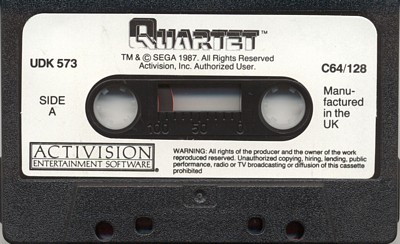 QUARTET™
UDK 573
TM & © SEGA 1987. All Rights Reserved
Activision, Inc. Authorized User.
C64/128
SIDE
A
Manu-
factured
in the
UK
100 50 0
ACTIVISION
ENTERTAINMENT SOFTWARE
WARNING: All rights of the producer and the owner of the work
reproduced reserved. Unauthorized copying, hiring, lending, public
performance, radio or TV broadcasting or diffusion of this cassette
prohibited